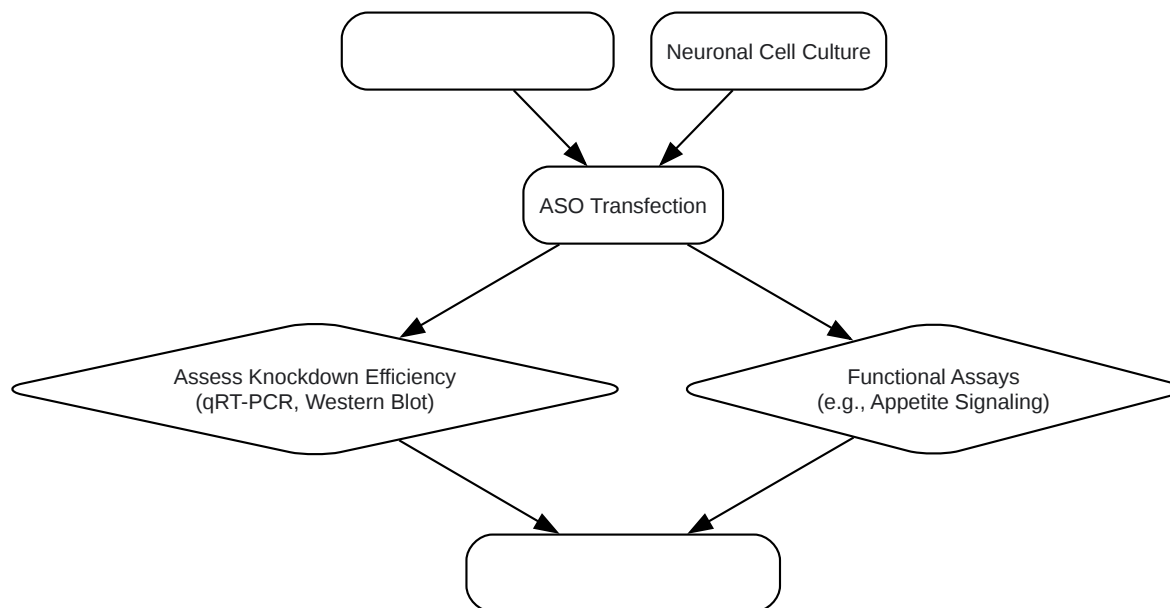 Neuronal Cell Culture
ASO Transfection
Assess Knockdown Efficiency
(qRT-PCR, Western Blot)
Functional Assays
(e.g., Appetite Signaling)